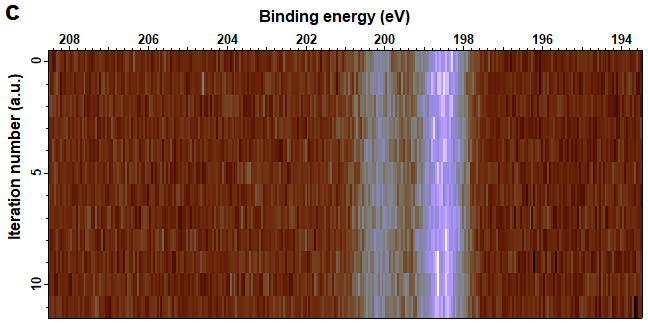 C
Binding energy (eV)
208 206 204 202 200 198 196 194
Iteration number (a.u.)
0
5
10